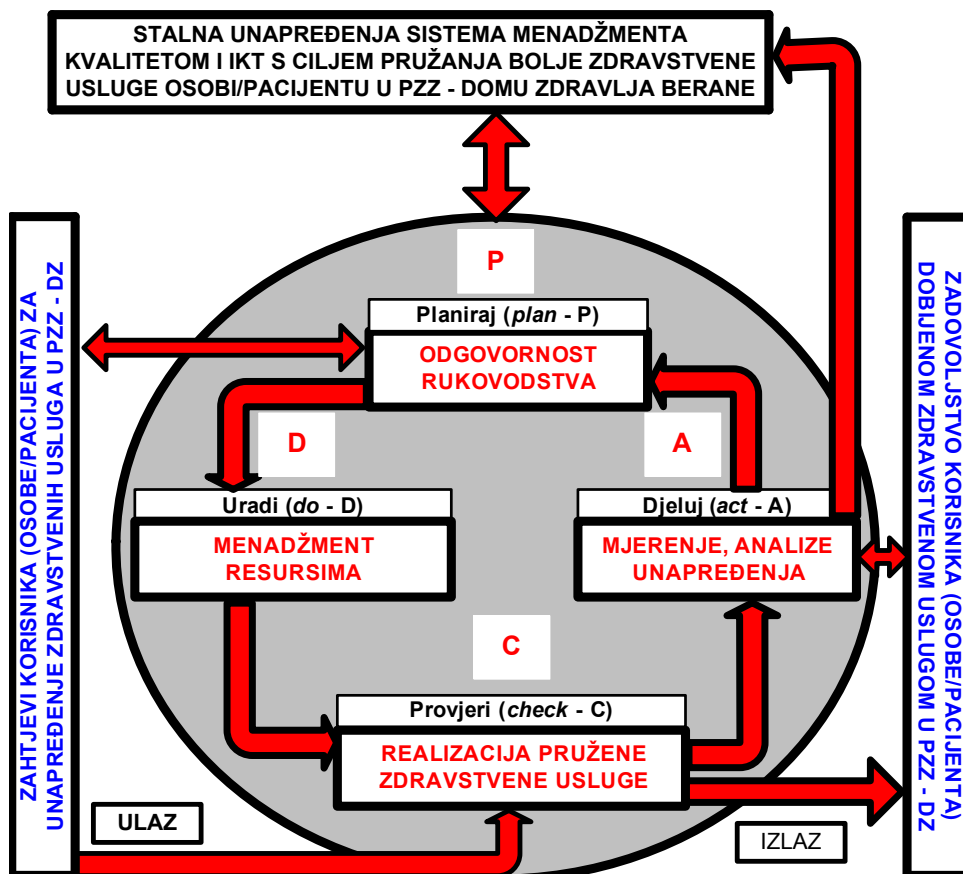 STALNA UNAPREĐENJA SISTEMA MENADŽMENTA
KVALITETOM I IKT S CILJEM PRUŽANJA BOLJE ZDRAVSTVENE
USLUGE OSOBI/PACIJENTU U PZZ - DOMU ZDRAVLJA BERANE
ZAHTJEVI KORISNIKA (OSOBE/PACIJENTA) ZA
UNAPREĐENJE ZDRAVSTVENIH USLUGA U PZZ - DZ
P
Planiraj (plan - P)
ODGOVORNOST
RUKOVODSTVA
D
A
Uradi (do - D)
MENADŽMENT
RESURSIMA
Djeluj (act - A)
MJERENJE, ANALIZE
UNAPREĐENJA
C
Provjeri (check - C)
REALIZACIJA PRUŽENE
ZDRAVSTVENE USLUGE
ULAZ
IZLAZ
ZADOVOLJSTVO KORISNIKA (OSOBE/PACIJENTA)
DOBIJENOM ZDRAVSTVENOM USLUGOM U PZZ - DZ